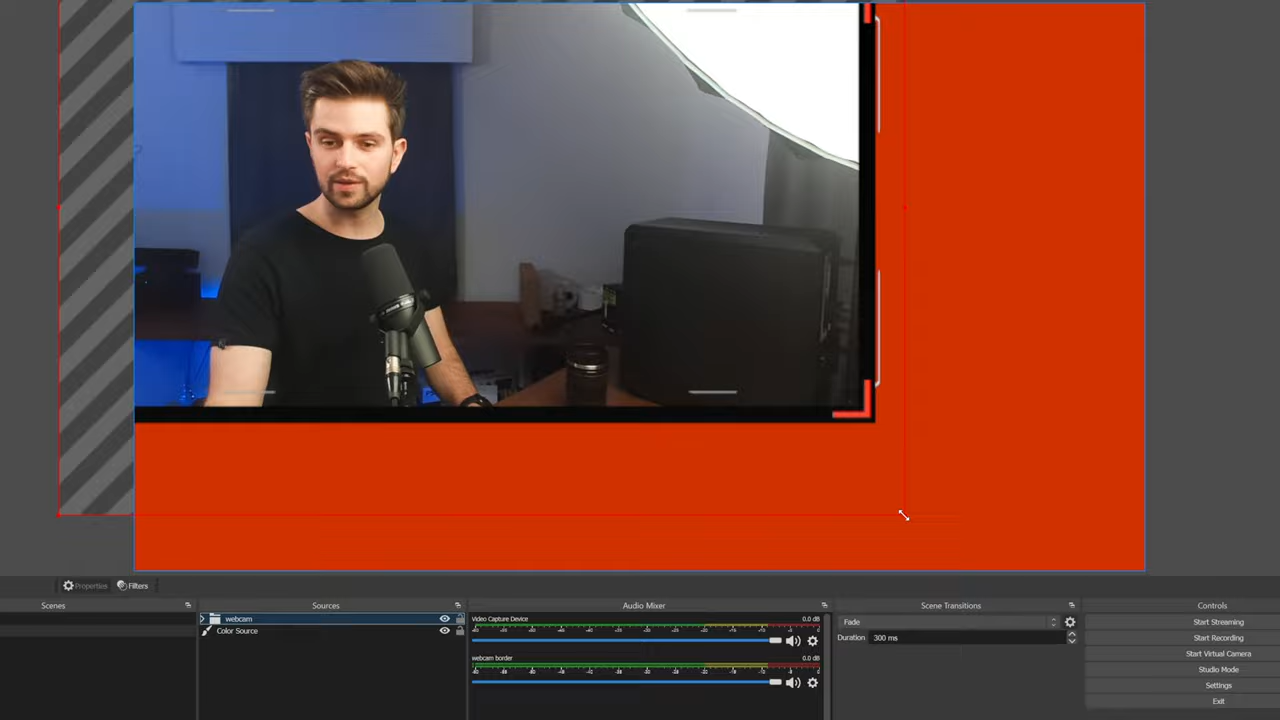 Properties Filters
Scenes
Sources
webcam
Color Source
Audio Mixer
Video Capture Device 0.0 dB
webcam border 0.0 dB
Scene Transitions
Fade
Duration 300 ms
Controls
Start Streaming
Start Recording
Start Virtual Camera
Studio Mode
Settings
Exit